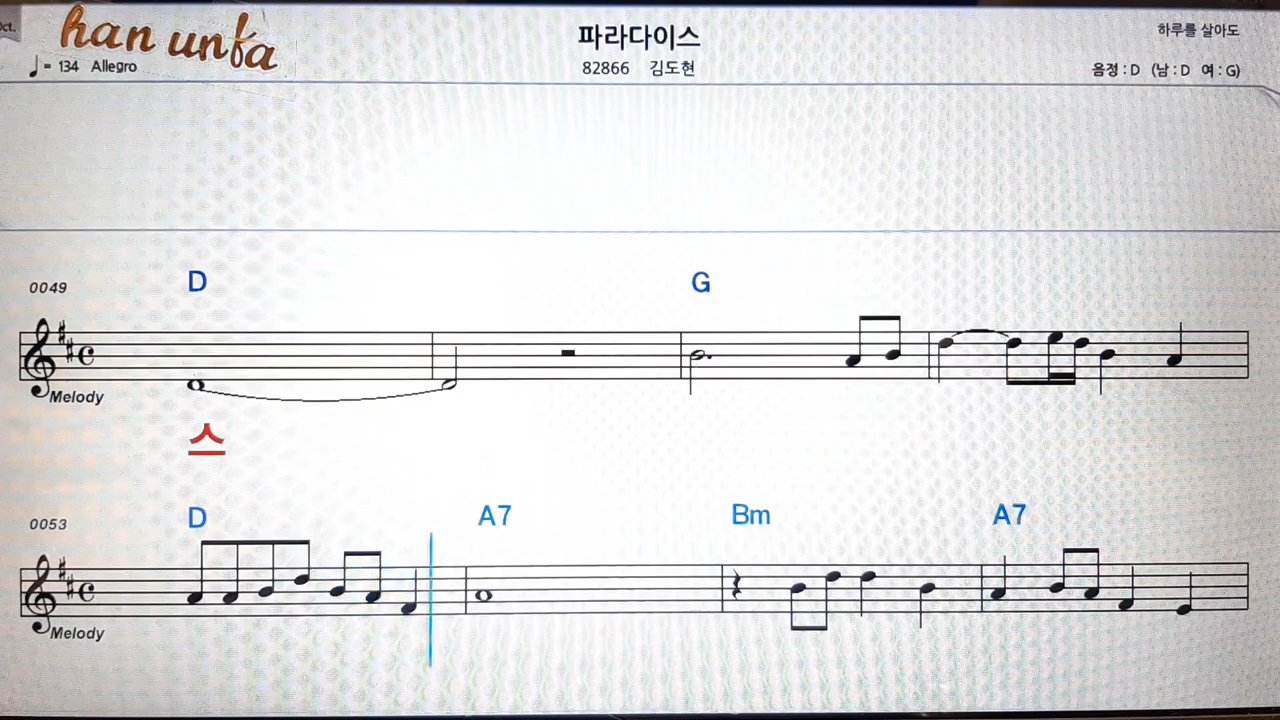 Oct.
han unfa
파라다이스
하루를 살아도
♩= 134 Allegro
82866 김도현
음정 : D (남 : D 여 : G)
0049
D
G
Melody
스
0053
D
A7
Bm
A7
Melody